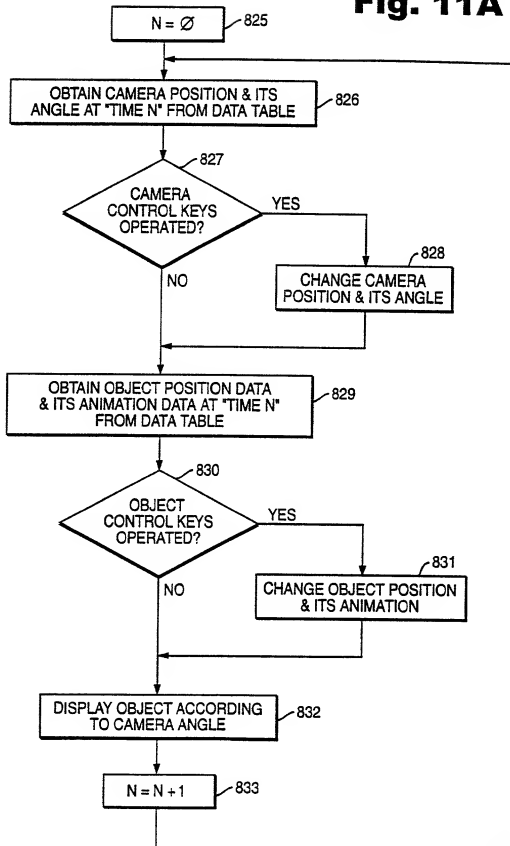 Fig. 11A
N = Ø
825
OBTAIN CAMERA POSITION & ITS
ANGLE AT "TIME N" FROM DATA TABLE
826
827
CAMERA
CONTROL KEYS
OPERATED?
YES
828
CHANGE CAMERA
POSITION & ITS ANGLE
NO
OBTAIN OBJECT POSITION DATA
& ITS ANIMATION DATA AT "TIME N"
FROM DATA TABLE
829
830
OBJECT
CONTROL KEYS
OPERATED?
YES
831
CHANGE OBJECT POSITION
& ITS ANIMATION
NO
DISPLAY OBJECT ACCORDING
TO CAMERA ANGLE
832
N = N + 1
833